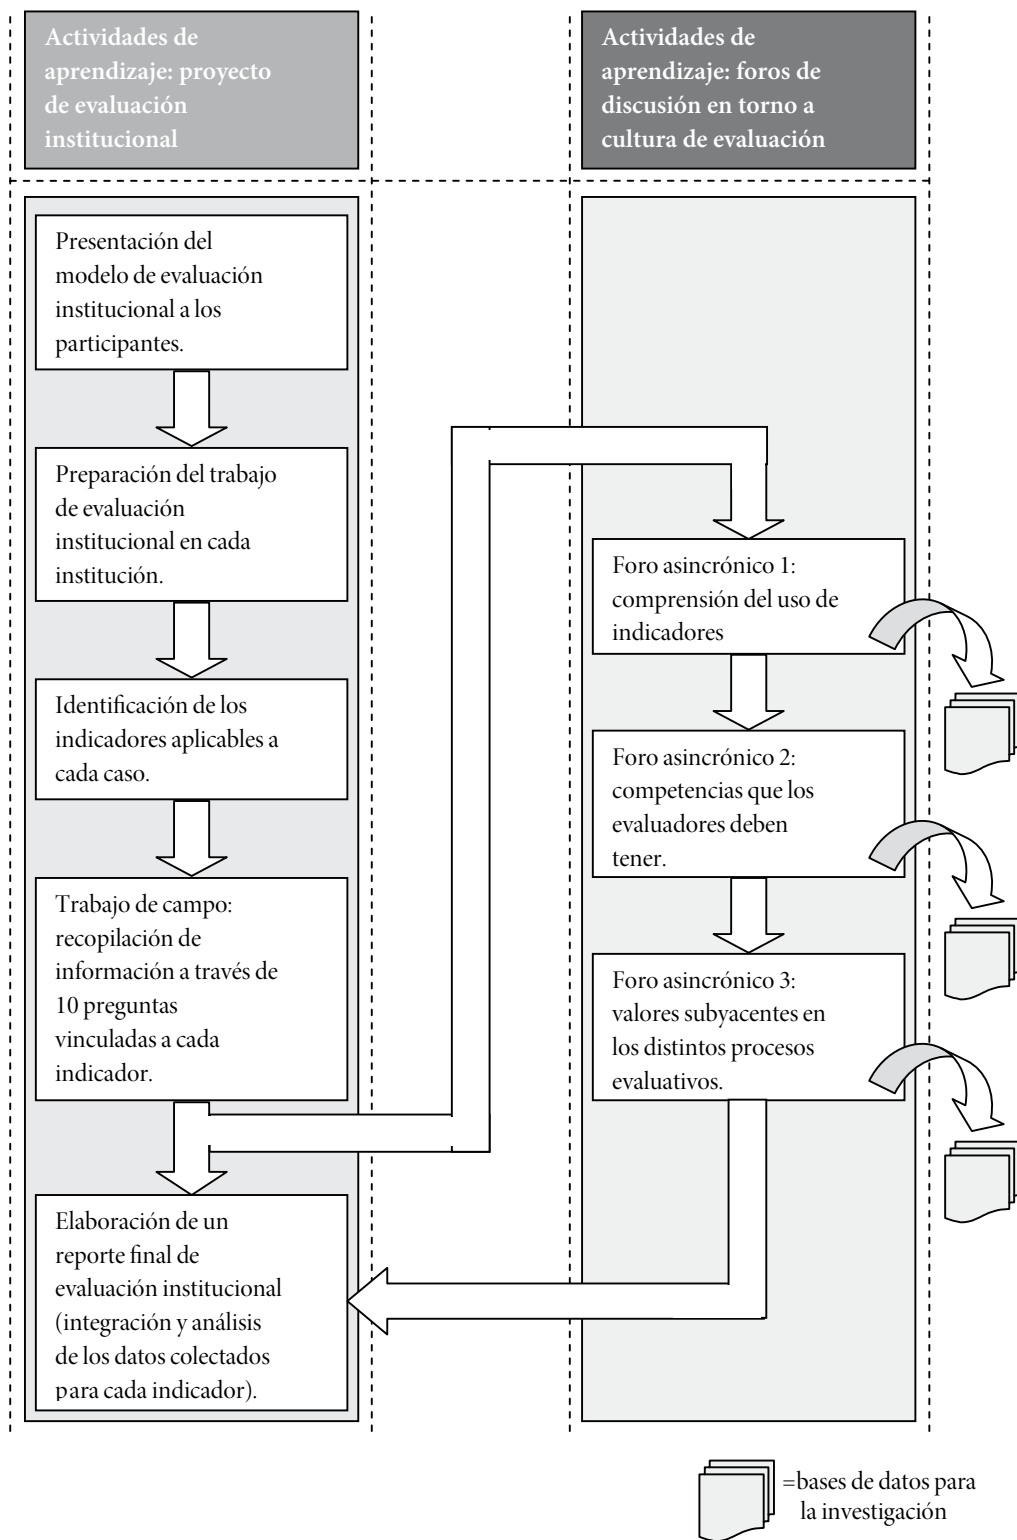 Actividades de
aprendizaje: proyecto
de evaluación
institucional
Actividades de
aprendizaje: foros de
discusión en torno a
cultura de evaluación
Presentación del
modelo de evaluación
institucional a los
participantes.
Preparación del trabajo
de evaluación
institucional en cada
institución.
Identificación de los
indicadores aplicables a
cada caso.
Trabajo de campo:
recopilación de
información a través de
10 preguntas
vinculadas a cada
indicador.
Elaboración de un
reporte final de
evaluación institucional
(integración y análisis
de los datos colectados
para cada indicador).
Foro asincrónico 1:
comprensión del uso de
indicadores
Foro asincrónico 2:
competencias que los
evaluadores deben
tener.
Foro asincrónico 3:
valores subyacentes en
los distintos procesos
evaluativos.
=bases de datos para
la investigación